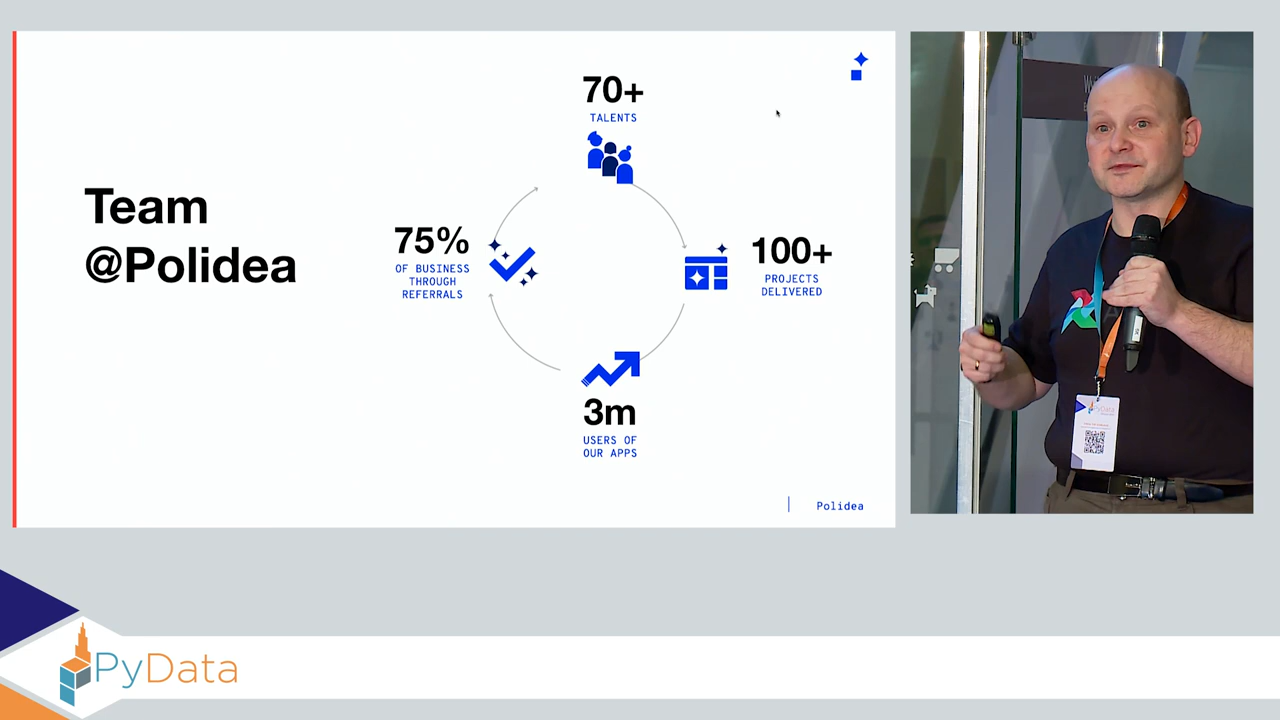 Team
@Polidea
70+
TALENTS
75%
OF BUSINESS
THROUGH
REFERRALS
100+
PROJECTS
DELIVERED
3m
USERS OF
OUR APPS
Polidea
PyData
PyData